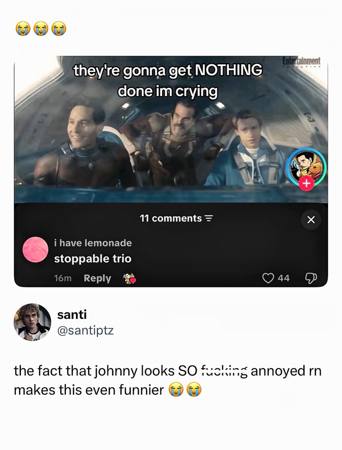 😭😭😭
Entertainment
they're gonna get NOTHING
done im crying
11 comments
i have lemonade
stoppable trio
16m Reply
44
santi
@santiptz
the fact that johnny looks SO fucking annoyed rn
makes this even funnier 😭😭